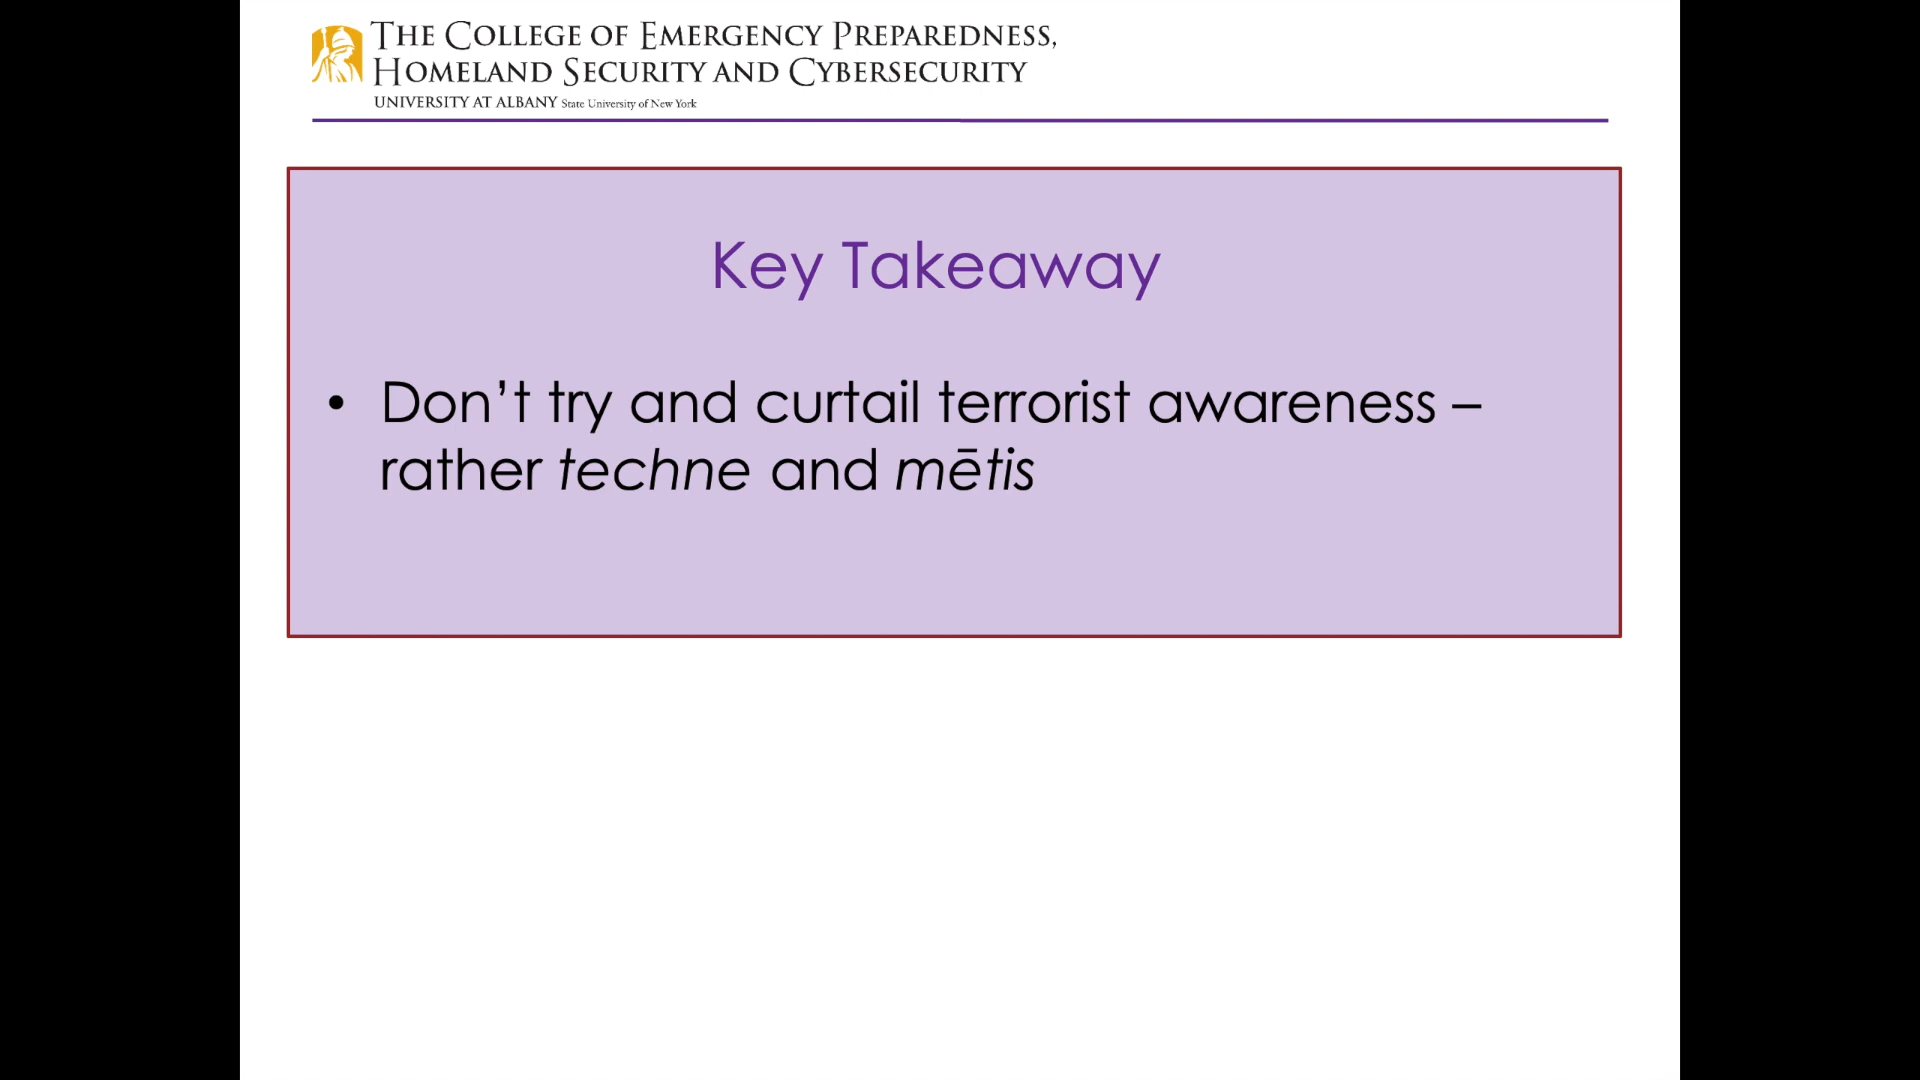 THE COLLEGE OF EMERGENCY PREPAREDNESS,
HOMELAND SECURITY AND CYBERSECURITY
UNIVERSITY AT ALBANY State University of New York
Key Takeaway
• Don’t try and curtail terrorist awareness –
rather techne and mētis